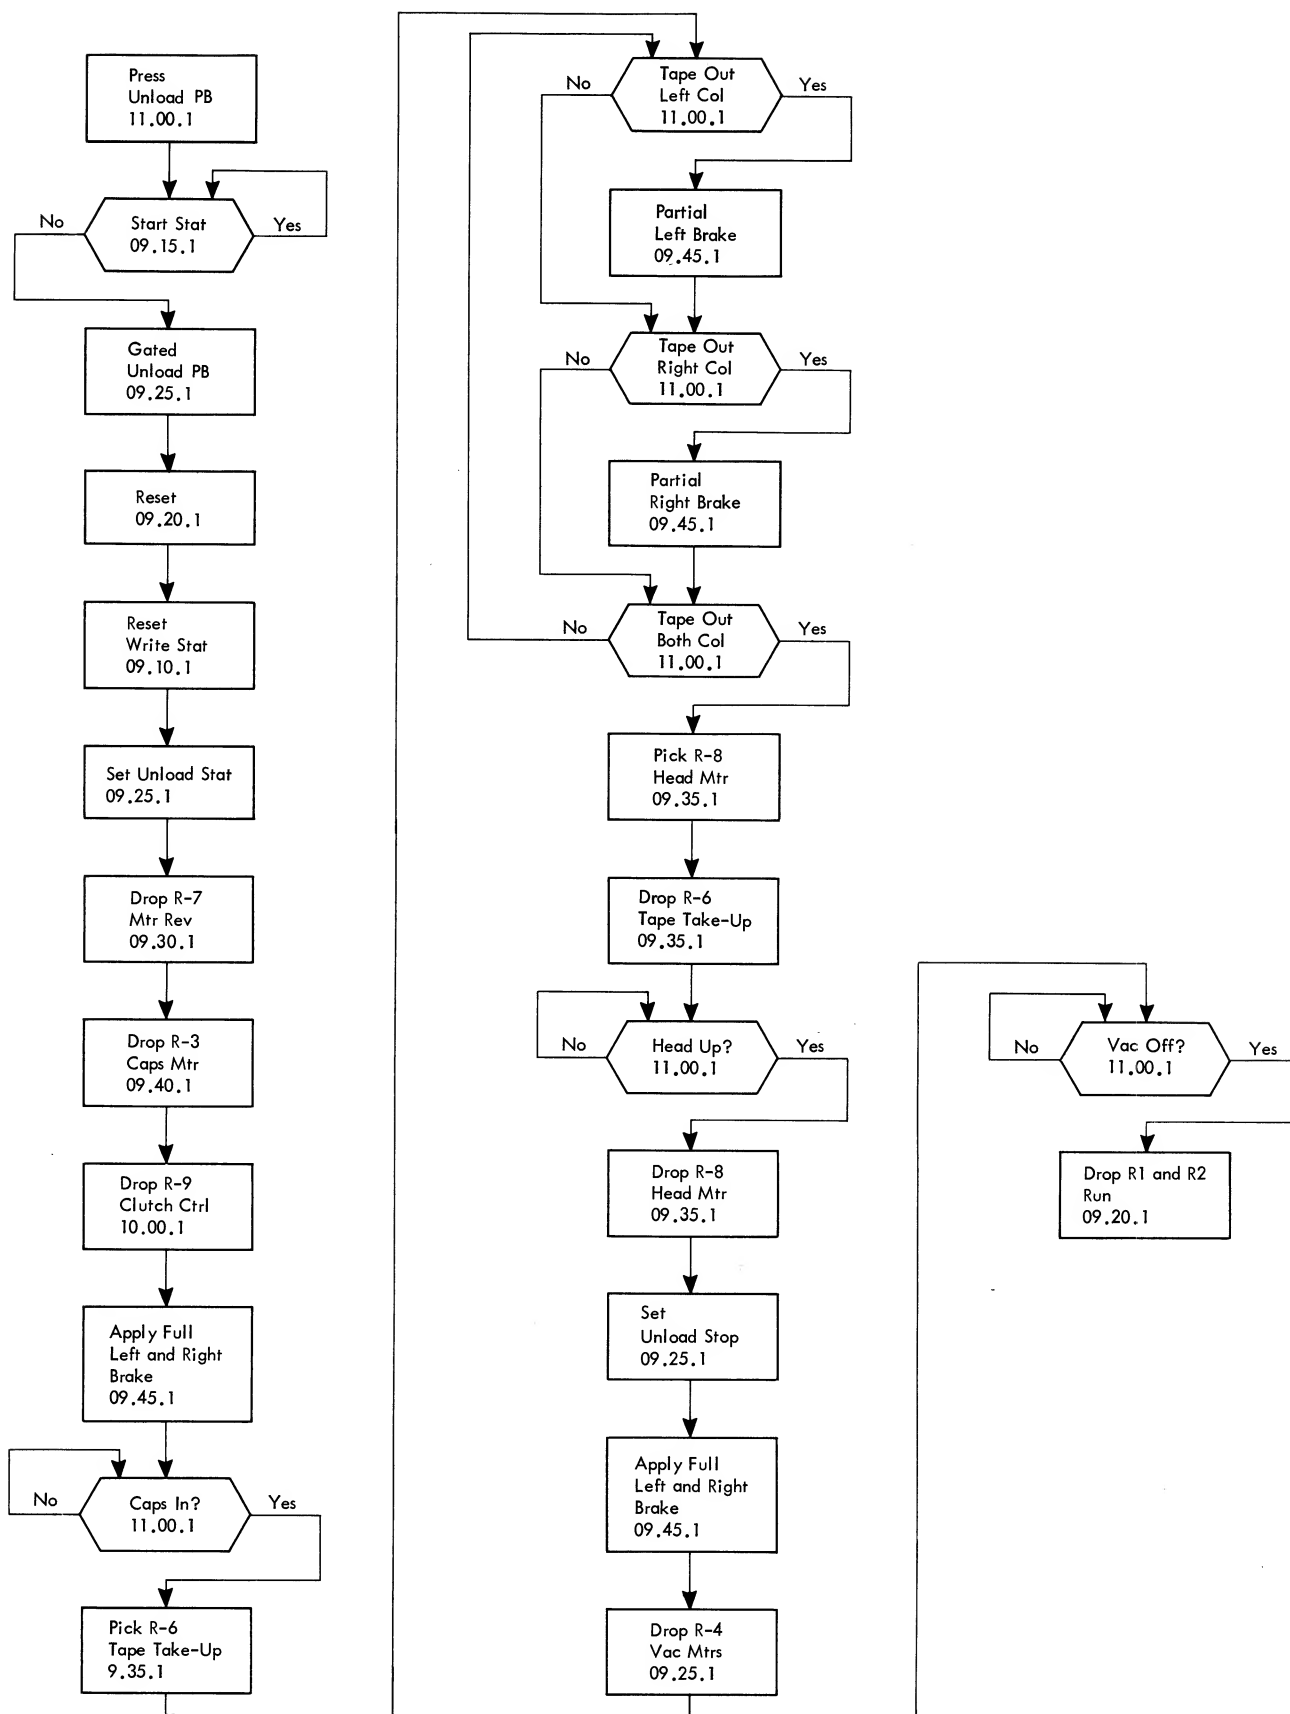 Press
Unload PB
11.00.1
No
Start Stat
09.15.1
Yes
Gated
Unload PB
09.25.1
Reset
09.20.1
Reset
Write Stat
09.10.1
Set Unload Stat
09.25.1
Drop R-7
Mtr Rev
09.30.1
Drop R-3
Caps Mtr
09.40.1
Drop R-9
Clutch Ctrl
10.00.1
Apply Full
Left and Right
Brake
09.45.1
No
Caps In?
11.00.1
Yes
Pick R-6
Tape Take-Up
9.35.1
No
Tape Out
Left Col
11.00.1
Yes
Partial
Left Brake
09.45.1
No
Tape Out
Right Col
11.00.1
Yes
Partial
Right Brake
09.45.1
No
Tape Out
Both Col
11.00.1
Yes
Pick R-8
Head Mtr
09.35.1
Drop R-6
Tape Take-Up
09.35.1
No
Head Up?
11.00.1
Yes
Drop R-8
Head Mtr
09.35.1
Set
Unload Stop
09.25.1
Apply Full
Left and Right
Brake
09.45.1
Drop R-4
Vac Mtrs
09.25.1
No
Vac Off?
11.00.1
Yes
Drop R1 and R2
Run
09.20.1